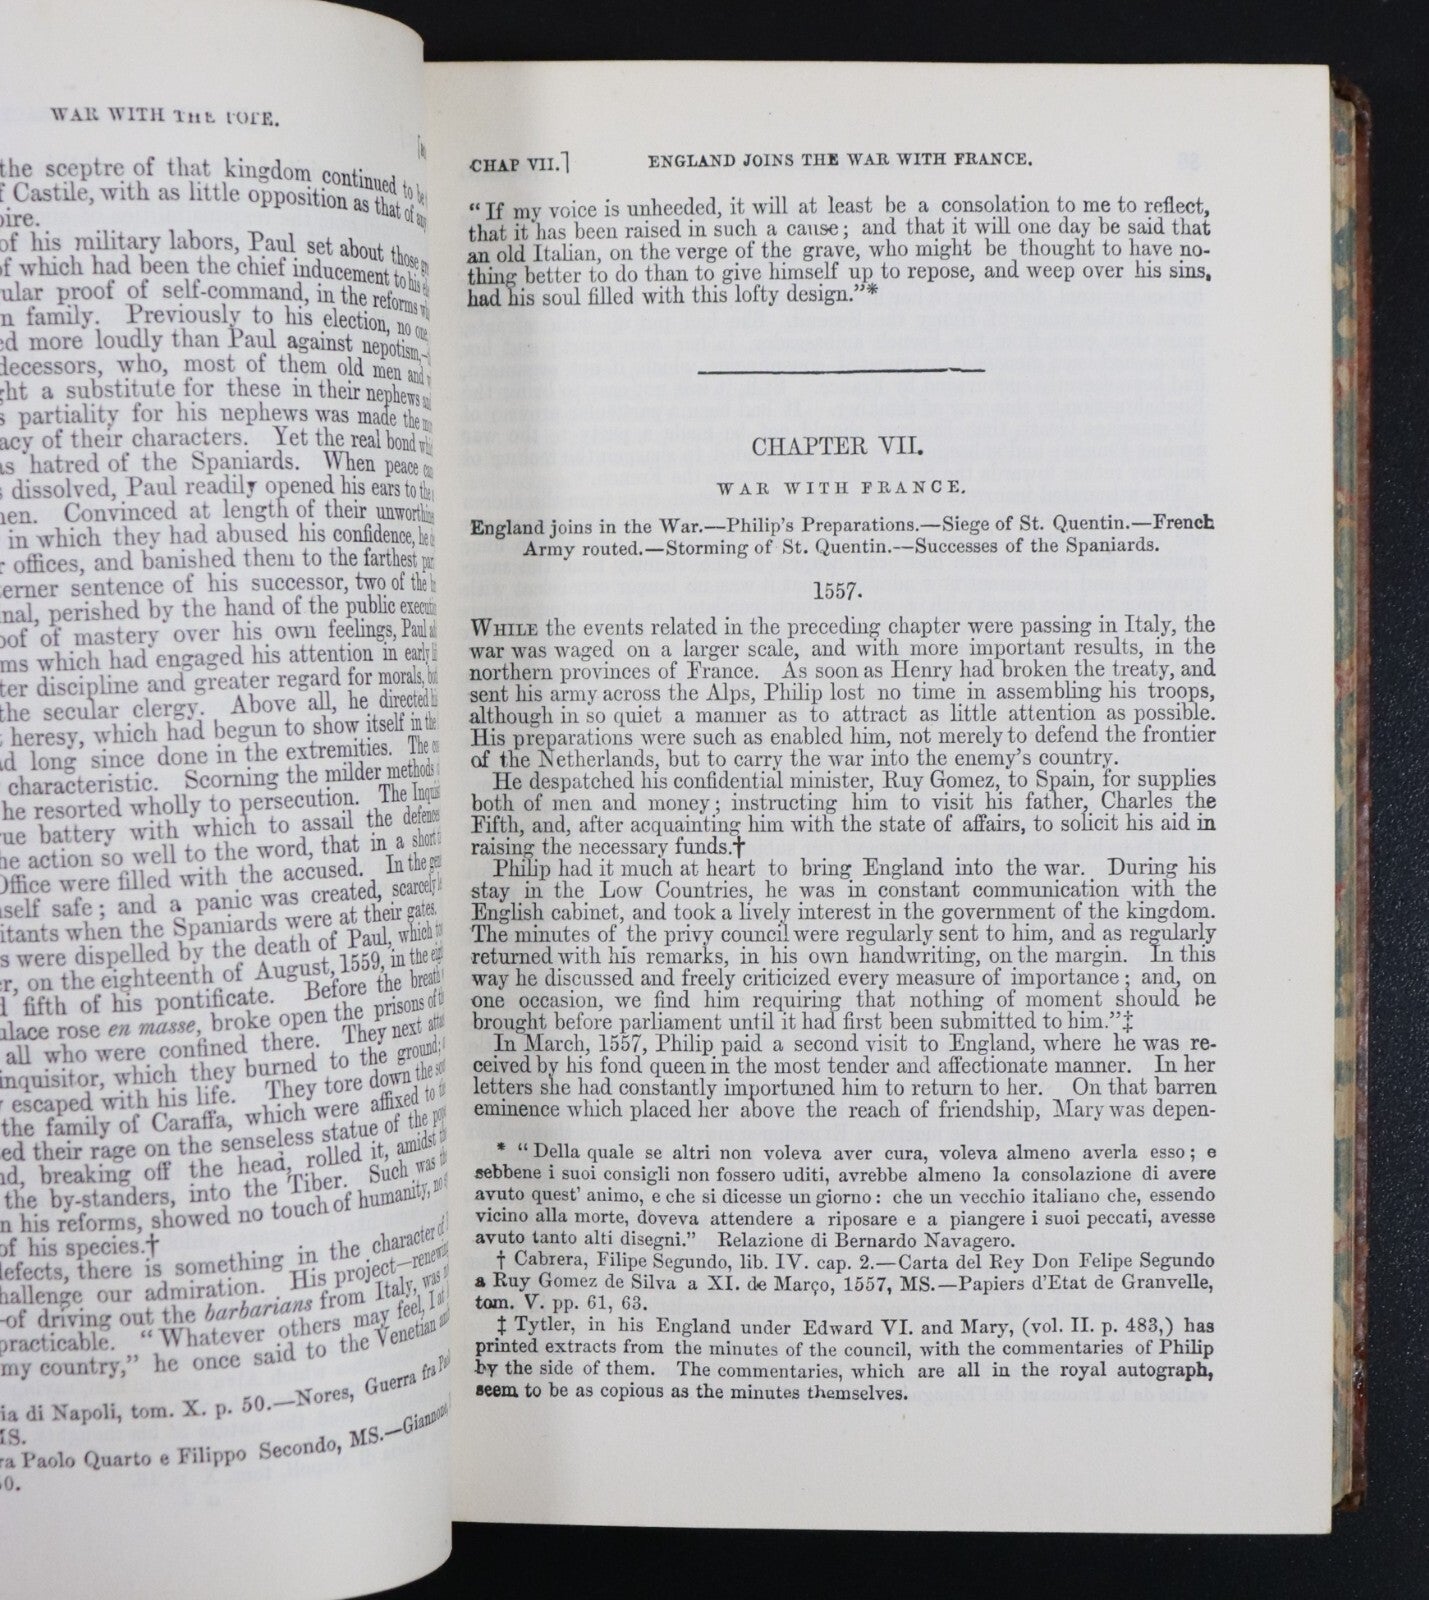 WAR WITH THE POPE.
the sceptre of that kingdom continued to be
f Castile, with as little opposition as that of any
pire.
of his military labors, Paul set about those
of which had been the chief inducement to his
ular proof of self-command, in the reforms
n family. Previously to his election, no one
ed more loudly than Paul against nepotism,—
decessors, who, most of them old men and
ght a substitute for these in their nephews
s partiality for his nephews was made the
acy of their characters. Yet the real bond
as hatred of the Spaniards. When peace
s dissolved, Paul readily opened his ears to the
nen. Convinced at length of their
in which they had abused his confidence, he
r offices, and banished them to the farthest
erner sentence of his successor, two of the
nal, perished by the hand of the public
oof of mastery over his own feelings, Paul
ms which had engaged his attention in early
ter discipline and greater regard for morals,
the secular clergy. Above all, he directed
t heresy, which had begun to show itself in the
ad long since done in the extremities. The
characteristic. Scorning the milder methods
he resorted wholly to persecution. The
ue battery with which to assail the defences
he action so well to the word, that in a short
Office were filled with the accused. In the
nself safe; and a panic was created, scarcely
itants when the Spaniards were at their gates.
s were dispelled by the death of Paul, which
er, on the eighteenth of August, 1559, in the
d fifth of his pontificate. Before the breath
ulace rose en masse, broke open the prisons of
all who were confined there. They next
inquisitor, which they burned to the ground;
y escaped with his life. They tore down the
the family of Caraffa, which were affixed to
ed their rage on the senseless statue of the
nd, breaking off the head, rolled it, amidst
the by-standers, into the Tiber. Such was
n his reforms, showed no touch of humanity,
of his species.†
defects, there is something in the character of
hallenge our admiration. His project—renewing
-of driving out the barbarians from Italy, was
practicable. "Whatever others may feel, I
my country," he once said to the Venetian
ia di Napoli, tom. X. p. 50.—Nores, Guerra fra
MS.
ra Paolo Quarto e Filippo Secondo, MS.—Giannone,
50.
CHAP VII.] ENGLAND JOINS THE WAR WITH FRANCE.
"If my voice is unheeded, it will at least be a consolation to me to reflect,
that it has been raised in such a cause; and that it will one day be said that
an old Italian, on the verge of the grave, who might be thought to have no-
thing better to do than to give himself up to repose, and weep over his sins,
had his soul filled with this lofty design."*
CHAPTER VII.
WAR WITH FRANCE.
England joins in the War.—Philip's Preparations.—Siege of St. Quentin.—French
Army routed.—Storming of St. Quentin.—Successes of the Spaniards.
1557.
WHILE the events related in the preceding chapter were passing in Italy, the
war was waged on a larger scale, and with more important results, in the
northern provinces of France. As soon as Henry had broken the treaty, and
sent his army across the Alps, Philip lost no time in assembling his troops,
although in so quiet a manner as to attract as little attention as possible.
His preparations were such as enabled him, not merely to defend the frontier
of the Netherlands, but to carry the war into the enemy's country.
He despatched his confidential minister, Ruy Gomez, to Spain, for supplies
both of men and money; instructing him to visit his father, Charles the
Fifth, and, after acquainting him with the state of affairs, to solicit his aid in
raising the necessary funds.†
Philip had it much at heart to bring England into the war. During his
stay in the Low Countries, he was in constant communication with the
English cabinet, and took a lively interest in the government of the kingdom.
The minutes of the privy council were regularly sent to him, and as regularly
returned with his remarks, in his own handwriting, on the margin. In this
way he discussed and freely criticized every measure of importance; and, on
one occasion, we find him requiring that nothing of moment should be
brought before parliament until it had first been submitted to him."‡
In March, 1557, Philip paid a second visit to England, where he was re-
ceived by his fond queen in the most tender and affectionate manner. In her
letters she had constantly importuned him to return to her. On that barren
eminence which placed her above the reach of friendship, Mary was depen-
* "Della quale se altri non voleva aver cura, voleva almeno averla esso; e
sebbene i suoi consigli non fossero uditi, avrebbe almeno la consolazione di avere
avuto quest' animo, e che si dicesse un giorno: che un vecchio italiano che, essendo
vicino alla morte, doveva attendere a riposare e a piangere i suoi peccati, avesse
avuto tanto alti disegni." Relazione di Bernardo Navagero.
† Cabrera, Filipe Segundo, lib. IV. cap. 2.—Carta del Rey Don Felipe Segundo
a Ruy Gomez de Silva a XI. de Março, 1557, MS.—Papiers d'Etat de Granvelle,
tom. V. pp. 61, 63.
‡ Tytler, in his England under Edward VI. and Mary, (vol. II. p. 483,) has
printed extracts from the minutes of the council, with the commentaries of Philip
by the side of them. The commentaries, which are all in the royal autograph,
seem to be as copious as the minutes themselves.